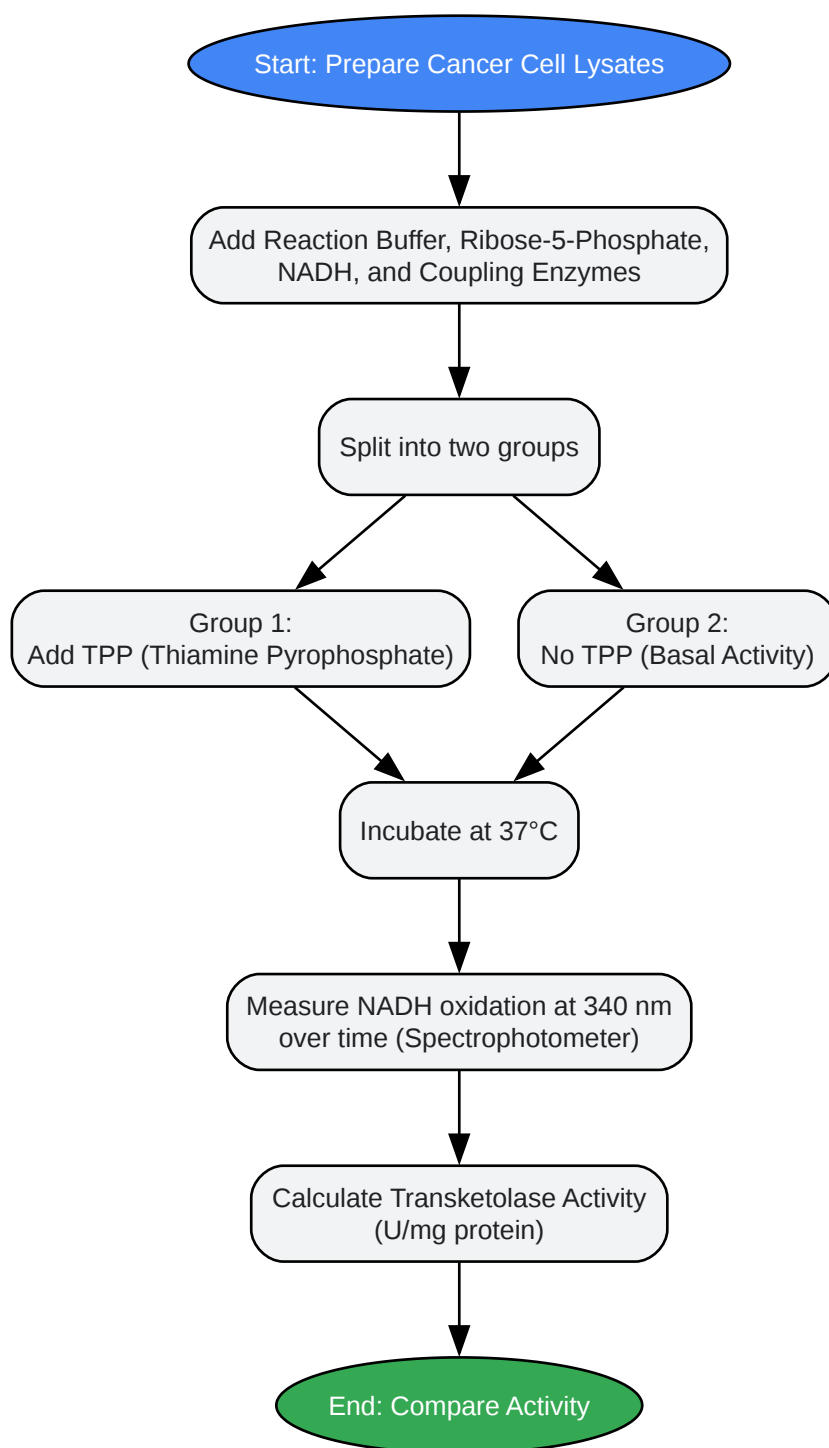 Start: Prepare Cancer Cell Lysates
Add Reaction Buffer, Ribose-5-Phosphate,
NADH, and Coupling Enzymes
Split into two groups
Group 1:
Add TPP (Thiamine Pyrophosphate)
Group 2:
No TPP (Basal Activity)
Incubate at 37°C
Measure NADH oxidation at 340 nm
over time (Spectrophotometer)
Calculate Transketolase Activity
(U/mg protein)
End: Compare Activity